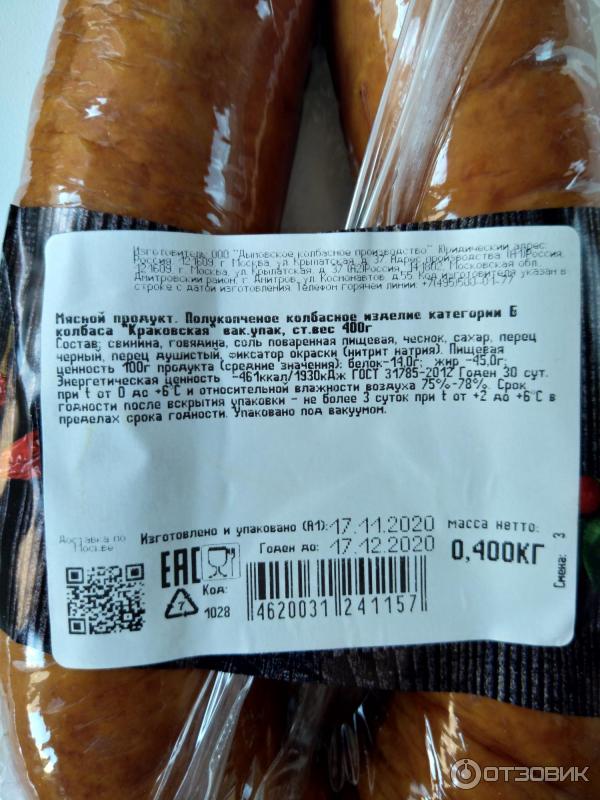 Изготовитель ООО "Дымовское колбасное производство" Юридический адрес:
Россия, 121609 г. Москва, ул. Крылатская, д. 37. Адрес производства: (А1)Россия,
121609 г. Москва, ул. Крылатская, д. 37 (А2)Россия, 141802, Московская обл.,
Дмитровский район, г. Дмитров, ул. Космонавтов, д.55 Код изготовителя указан в
строке с датой изготовления Телефон горячей линии: +7(495)500-01-77
Мясной продукт. Полукопченое колбасное изделие категории Б
колбаса "Краковская" вак.упак, ст.вес 400г
Состав: свинина, говядина, соль поваренная пищевая, чеснок, сахар, перец
черный, перец душистый, фиксатор окраски (нитрит натрия). Пищевая
ценность 100г продукта (средние значения): белок-14,0г; жир -45,0г;
Энергетическая ценность -461ккал/1930кДж ГОСТ 31785-2012 Годен 30 сут.
при t от 0 до +6°С и относительной влажности воздуха 75%-78%. Срок
годности после вскрытия упаковки - не более 3 суток при t от +2 до +6°С в
пределах срока годности. Упаковано под вакуумом.
Доставка по
Москве
Изготовлено и упаковано (А1): 17.11.2020
Годен до: 17.12.2020
масса нетто:
0,400КГ
Смена: 3
EAC
7
Код:
1028
4620031 241157
ОТЗОВИК